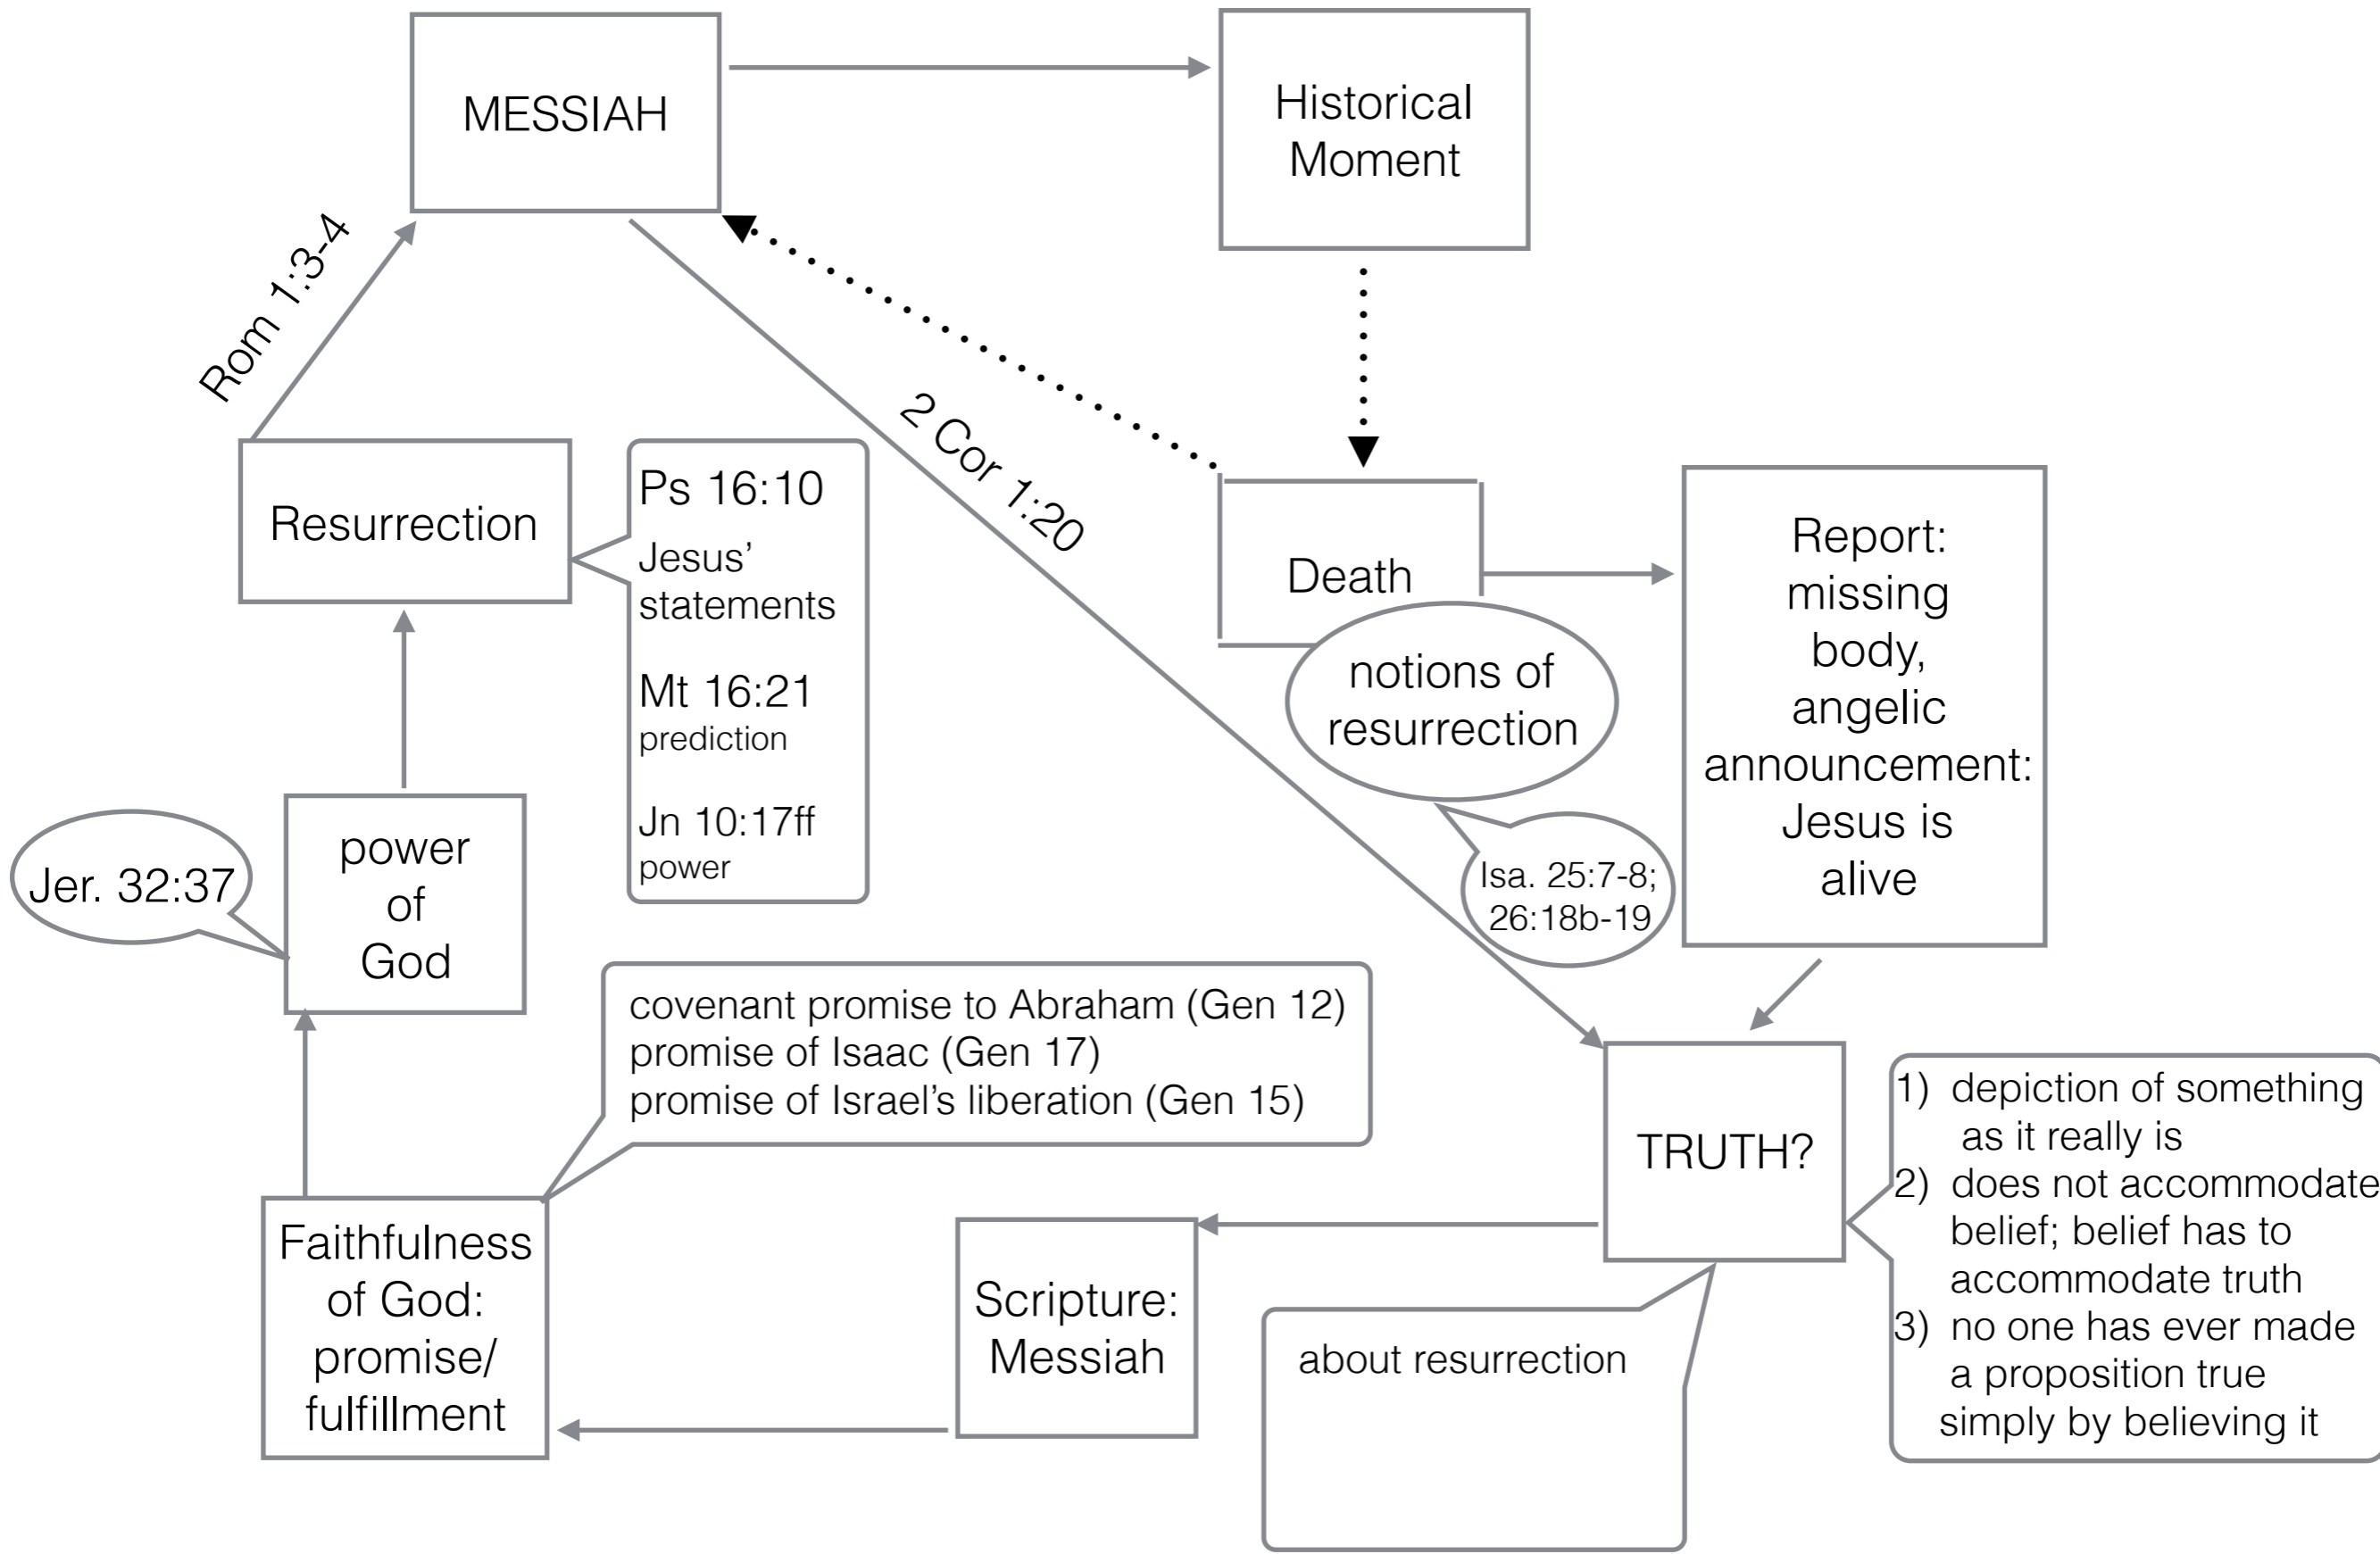 MESSIAH
Historical
Moment
Rom 1:3-4
2 Cor 1:20
Resurrection
Ps 16:10
Jesus’
statements
Mt 16:21
prediction
Jn 10:17ff
power
Death
notions of
resurrection
Isa. 25:7-8;
26:18b-19
Report:
missing
body,
angelic
announcement:
Jesus is
alive
Jer. 32:37
power
of
God
covenant promise to Abraham (Gen 12)
promise of Isaac (Gen 17)
promise of Israel’s liberation (Gen 15)
TRUTH?
1) depiction of something
as it really is
2) does not accommodate
belief; belief has to
accommodate truth
3) no one has ever made
a proposition true
simply by believing it
Faithfulness
of God:
promise/
fulfillment
Scripture:
Messiah
about resurrection